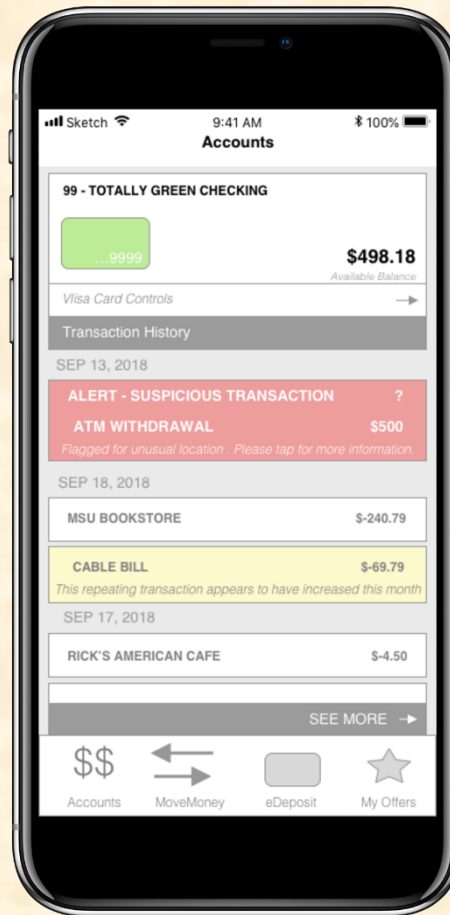 Sketch 9:41 AM 100%
Accounts
99 - TOTALLY GREEN CHECKING
...9999
$498.18
Available Balance
VIisa Card Controls
Transaction History
SEP 13, 2018
ALERT - SUSPICIOUS TRANSACTION ?
ATM WITHDRAWAL $500
Flagged for unusual location . Please tap for more information.
SEP 18, 2018
MSU BOOKSTORE $-240.79
CABLE BILL $-69.79
This repeating transaction appears to have increased this month
SEP 17, 2018
RICK'S AMERICAN CAFE $-4.50
SEE MORE
$$
Accounts MoveMoney eDeposit My Offers